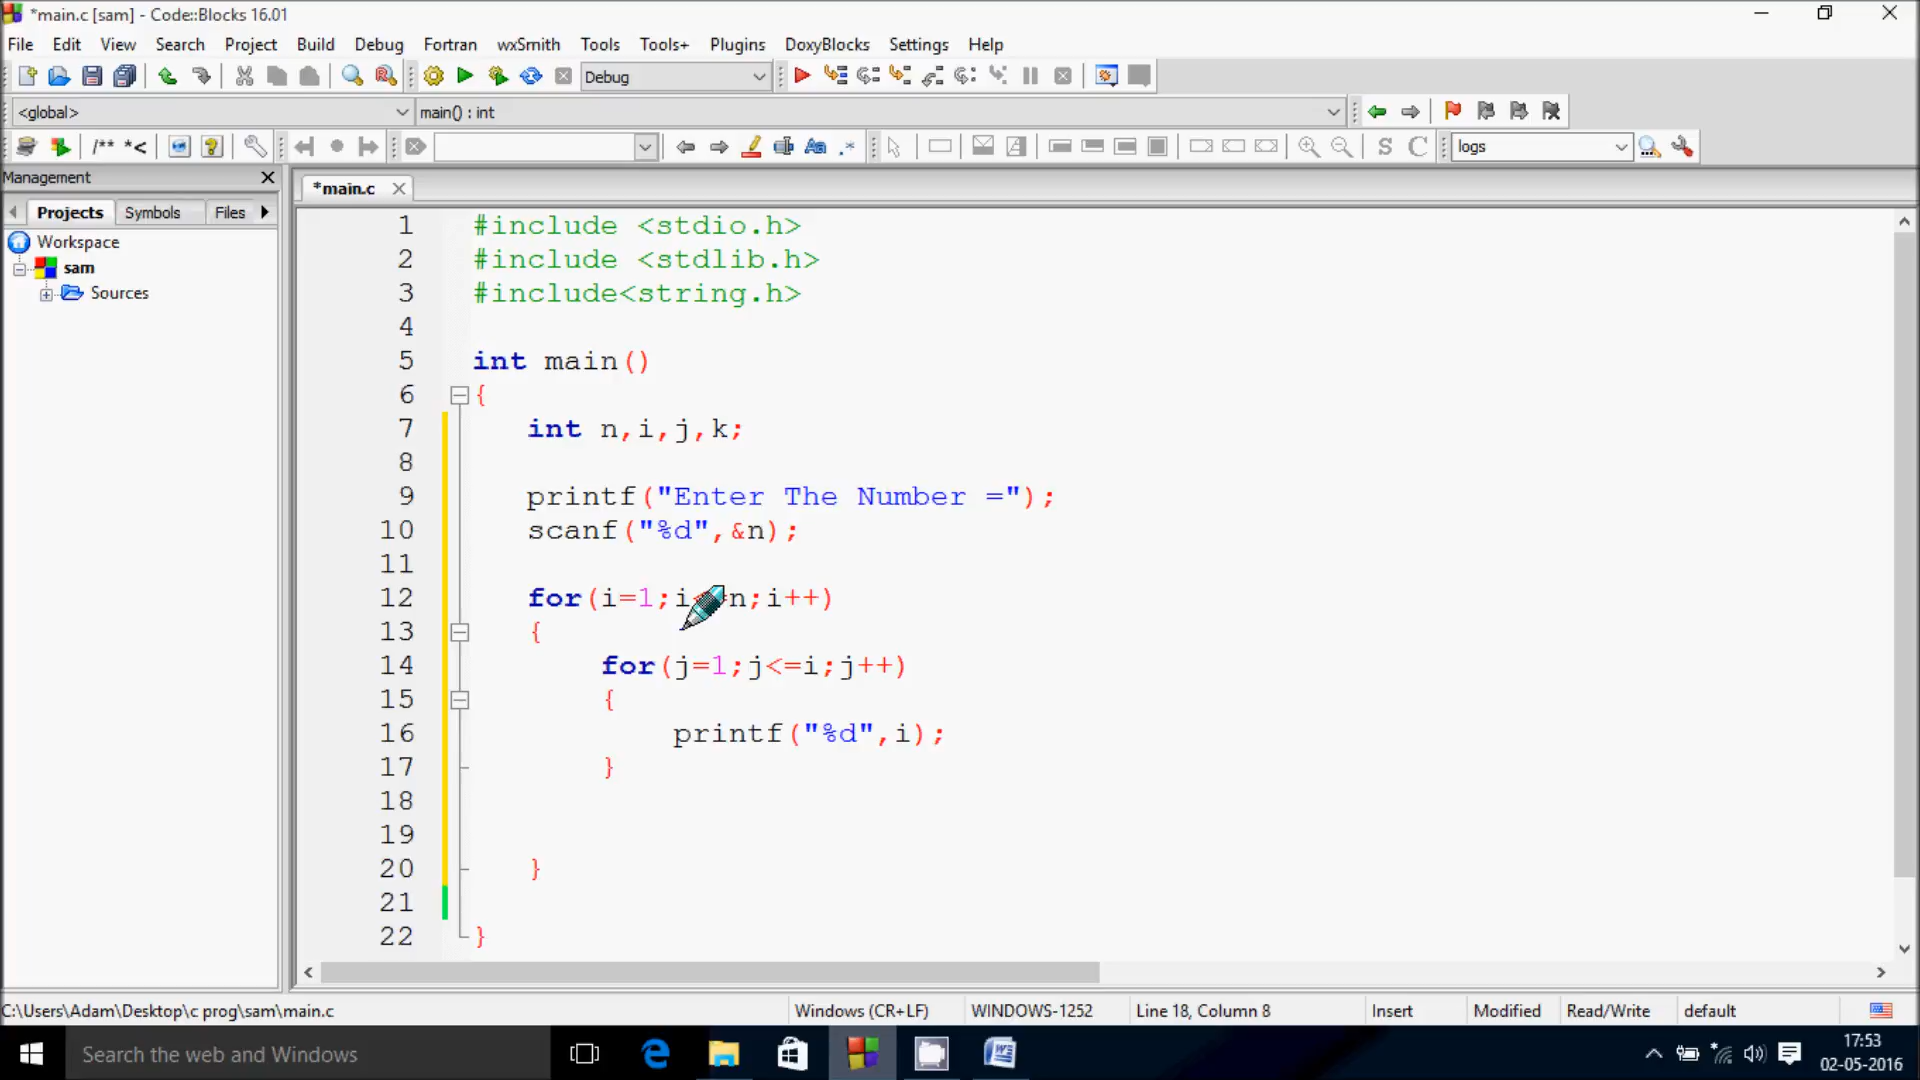 *main.c [sam] - Code::Blocks 16.01
File Edit View Search Project Build Debug Fortran wxSmith Tools Tools+ Plugins DoxyBlocks Settings Help
Debug
<global> main() : int
/** *< .* S C logs
Management
Projects Symbols Files
*main.c
Workspace
sam
Sources
1 #include <stdio.h>
2 #include <stdlib.h>
3 #include<string.h>
4
5 int main()
6 {
7 int n,i,j,k;
8
9 printf("Enter The Number =");
10 scanf("%d",&n);
11
12 for(i=1;i n;i++)
13 {
14 for(j=1;j<=i;j++)
15 {
16 printf("%d",i);
17 }
18
19
20 }
21
22 }
C:\Users\Adam\Desktop\c prog\sam\main.c Windows (CR+LF) WINDOWS-1252 Line 18, Column 8 Insert Modified Read/Write default
Search the web and Windows
17:53
02-05-2016